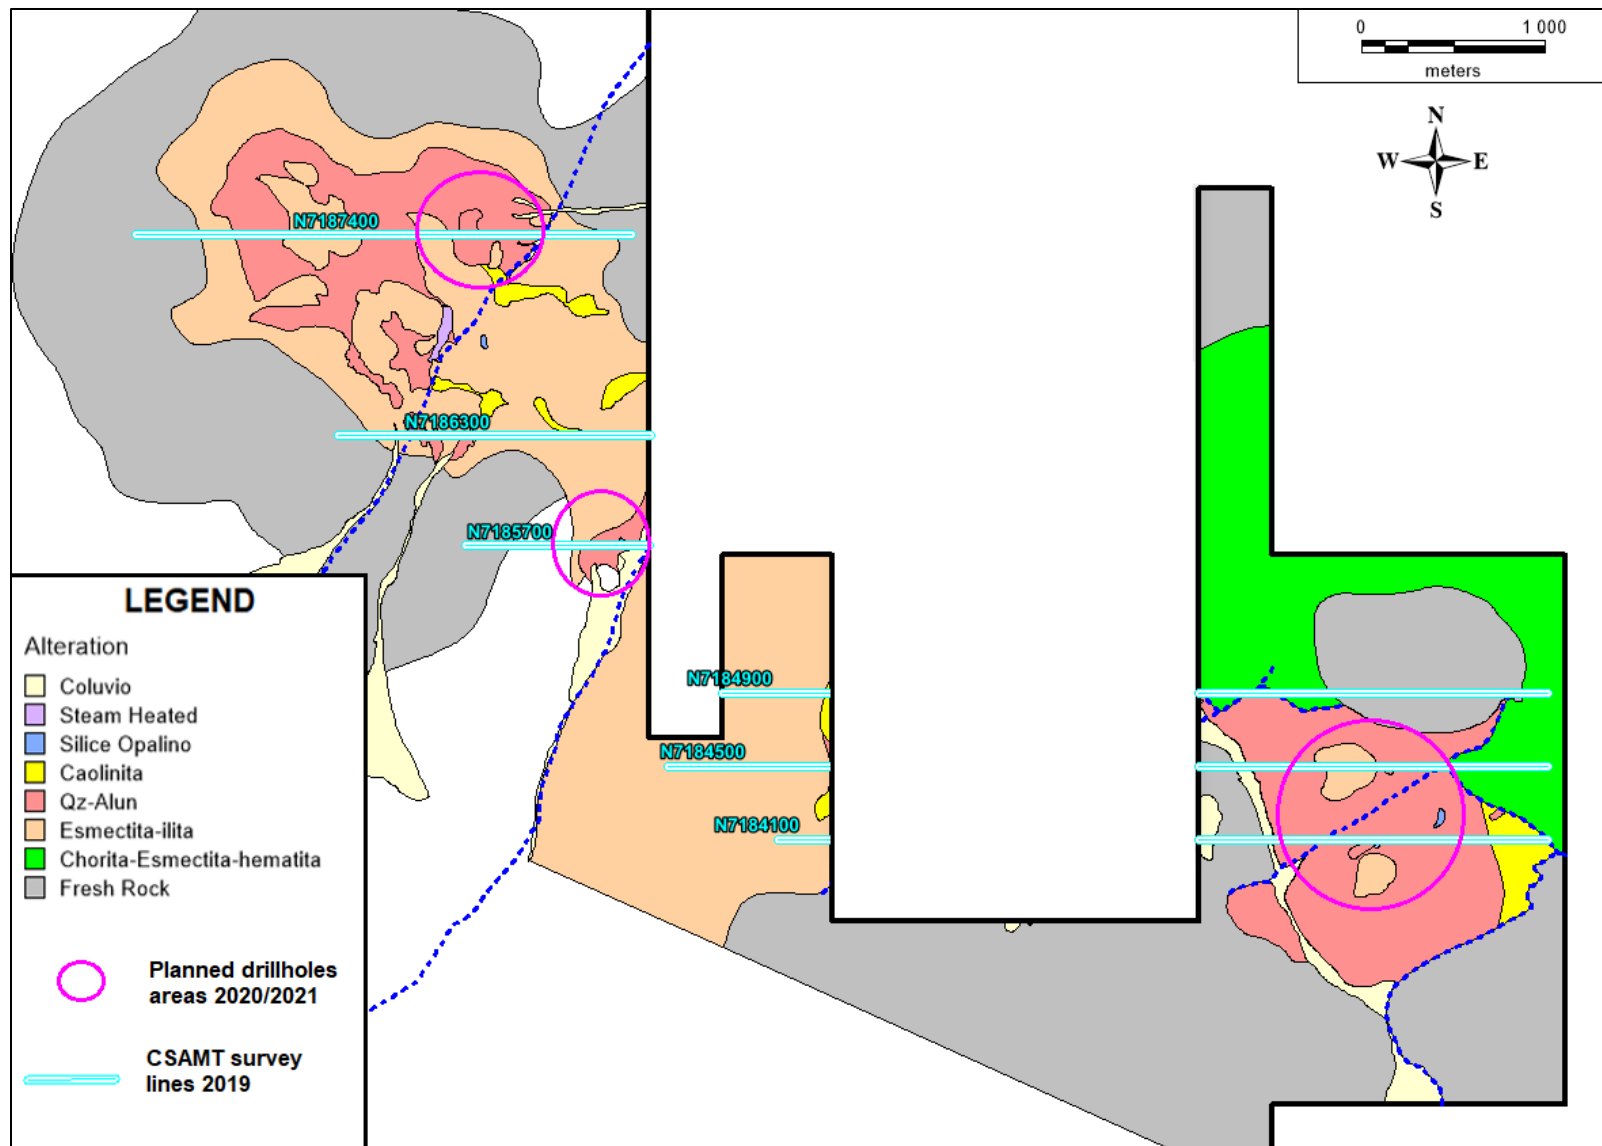 0 1 000
meters
N
W E
S
N7187400
N7186300
N7185700
N7184900
N7184500
N7184100
LEGEND
Alteration
Coluvio
Steam Heated
Silice Opalino
Caolinita
Qz-Alun
Esmectita-ilita
Chorita-Esmectita-hematita
Fresh Rock
Planned drillholes
areas 2020/2021
CSAMT survey
lines 2019